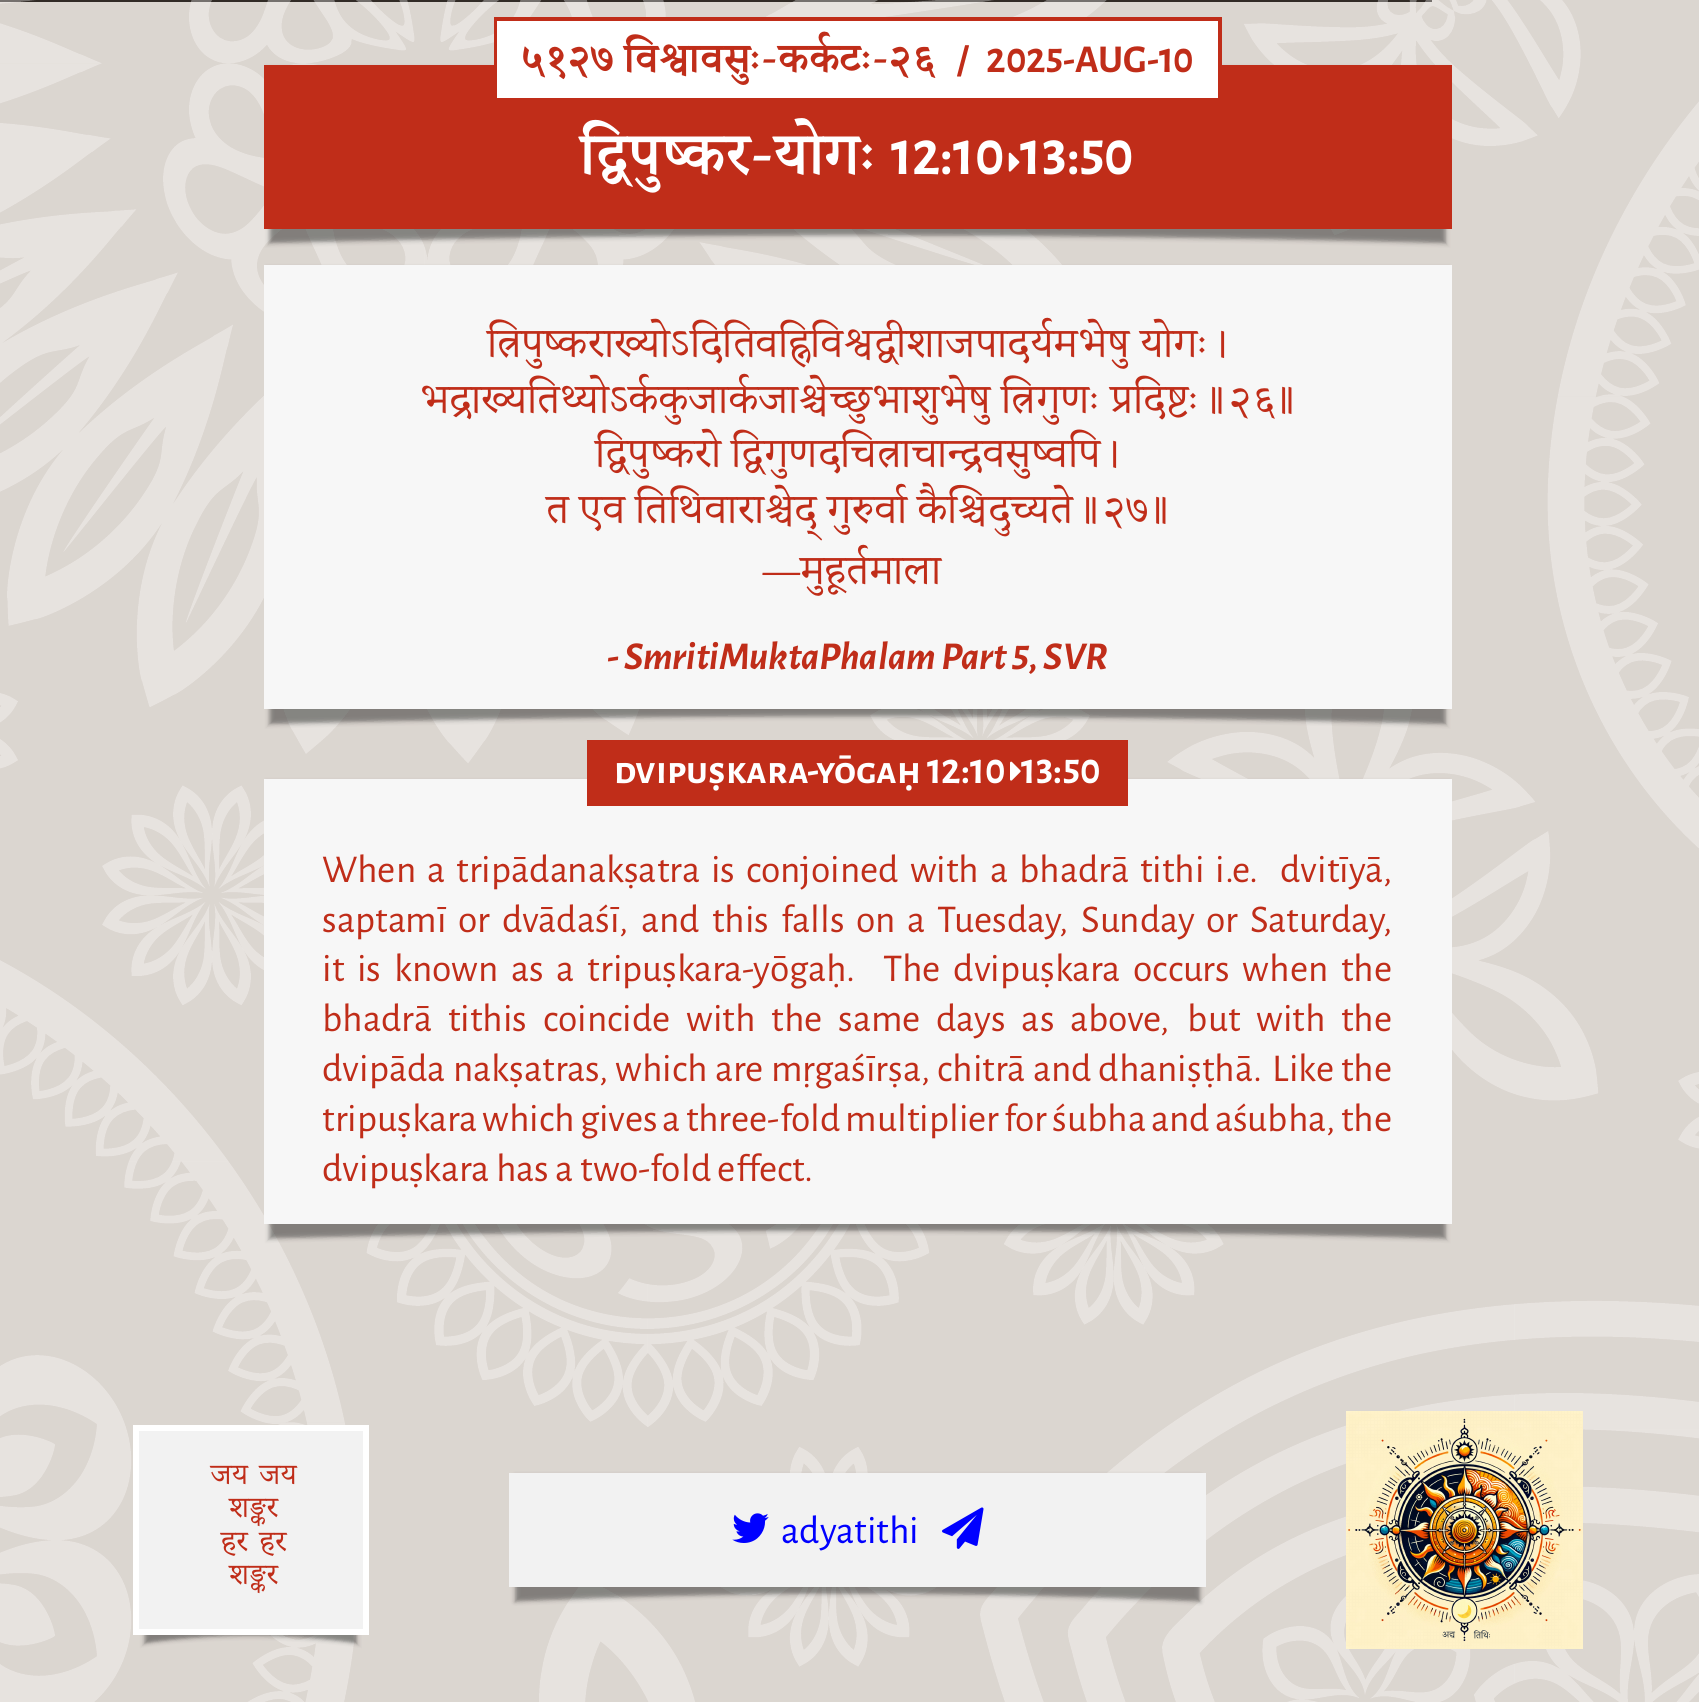 ५१२७ विश्वावसुः-कर्कटः-२६ / 2025-AUG-10
द्विपुष्कर-योगः 12:10▸13:50
त्रिपुष्कराख्योऽदितिवह्निविश्वद्वीशाजपादर्यमभेषु योगः।
भद्राख्यतिथ्योऽर्ककुजार्कजाश्चेच्छुभाशुभेषु त्रिगुणः प्रदिष्टः॥२६॥
द्विपुष्करो द्विगुणदचित्राचान्द्रवसुष्वपि।
त एव तिथिवाराश्चेद् गुरुर्वा कैश्चिदुच्यते॥२७॥
—मुहूर्तमाला
- SmritiMuktaPhalam Part 5, SVR
DVIPUṢKARA-YŌGAḤ 12:10▸13:50
When a tripādanakṣatra is conjoined with a bhadrā tithi i.e. dvitīyā,
saptamī or dvādaśī, and this falls on a Tuesday, Sunday or Saturday,
it is known as a tripuṣkara-yōgaḥ. The dvipuṣkara occurs when the
bhadrā tithis coincide with the same days as above, but with the
dvipāda nakṣatras, which are mṛgaśīrṣa, chitrā and dhaniṣṭhā. Like the
tripuṣkara which gives a three-fold multiplier for śubha and aśubha, the
dvipuṣkara has a two-fold effect.
जय जय
शङ्कर
हर हर
शङ्कर
adyatithi
अद्य तिथिः